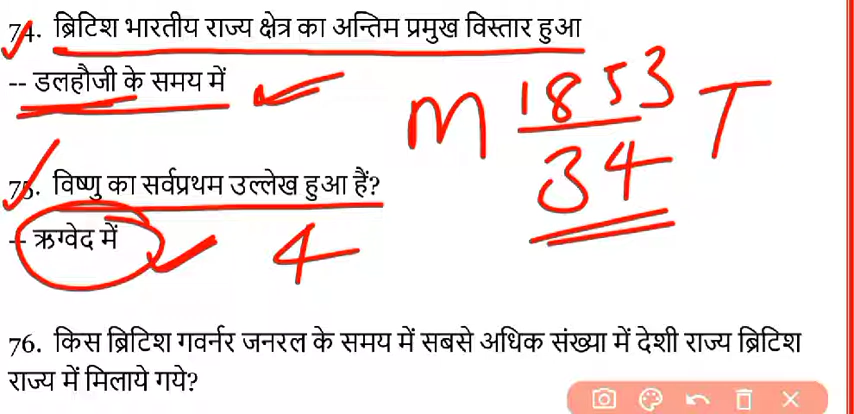 74. ब्रिटिश भारतीय राज्य क्षेत्र का अन्तिम प्रमुख विस्तार हुआ
-- डलहौजी के समय में
M 1853 T
34
75. विष्णु का सर्वप्रथम उल्लेख हुआ हैं?
-- ऋग्वेद में
4
76. किस ब्रिटिश गवर्नर जनरल के समय में सबसे अधिक संख्या में देशी राज्य ब्रिटिश
राज्य में मिलाये गये?